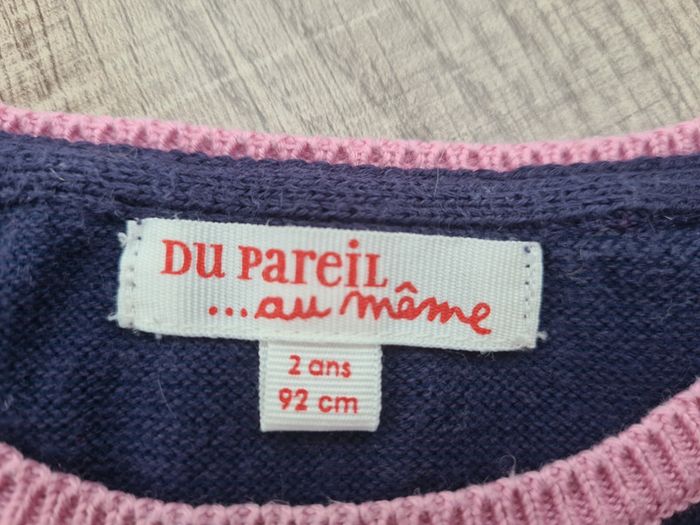 DU PAREIL
...au même
2 ans
92 cm